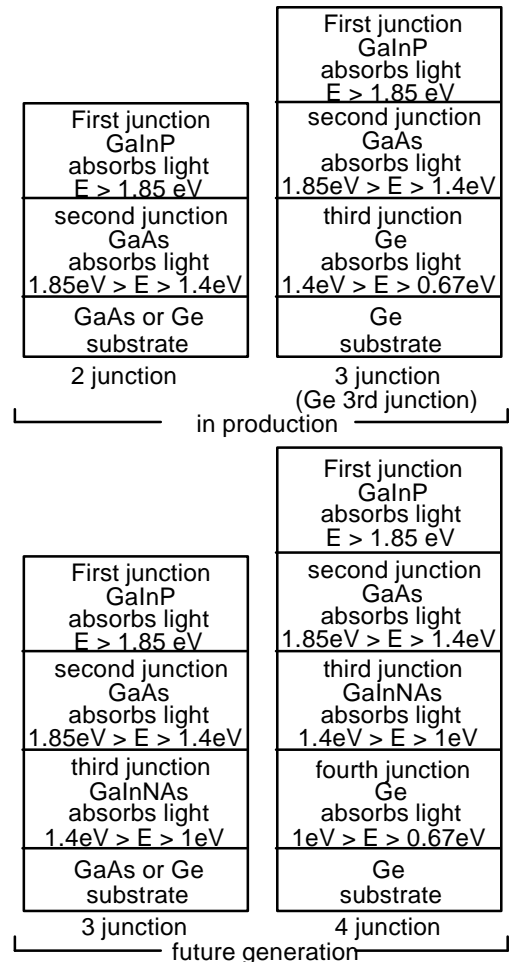 First junction
GaInP
absorbs light
E > 1.85 eV
second junction
GaAs
absorbs light
1.85eV > E > 1.4eV
GaAs or Ge
substrate
2 junction
First junction
GaInP
absorbs light
E > 1.85 eV
second junction
GaAs
absorbs light
1.85eV > E > 1.4eV
third junction
Ge
absorbs light
1.4eV > E > 0.67eV
Ge
substrate
3 junction
(Ge 3rd junction)
in production
First junction
GaInP
absorbs light
E > 1.85 eV
second junction
GaAs
absorbs light
1.85eV > E > 1.4eV
third junction
GaInNAs
absorbs light
1.4eV > E > 1eV
GaAs or Ge
substrate
3 junction
First junction
GaInP
absorbs light
E > 1.85 eV
second junction
GaAs
absorbs light
1.85eV > E > 1.4eV
third junction
GaInNAs
absorbs light
1.4eV > E > 1eV
fourth junction
Ge
absorbs light
1eV > E > 0.67eV
Ge
substrate
4 junction
future generation